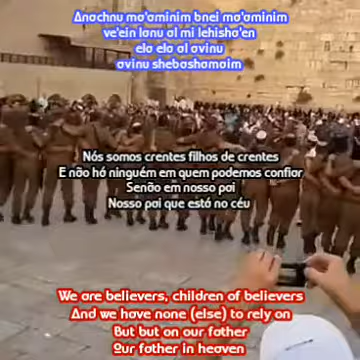 Anachnu ma'aminim bnei ma'aminim
ve'ein lanu al mi lehisha'en
ela ela al avinu
avinu shebashamaim
Nós somos crentes filhos de crentes
E não há ninguém em quem podemos confiar
Senão em nosso pai
Nosso pai que está no céu
We are believers, children of believers
And we have none (else) to rely on
But but on our father
Our father in heaven